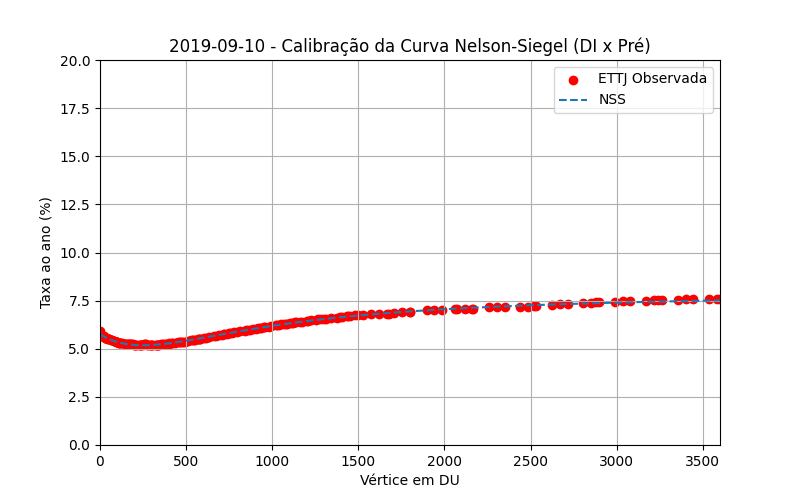 2019-09-10 - Calibração da Curva Nelson-Siegel (DI x Pré)
ETTJ Observada
NSS
Taxa ao ano (%)
20.0
17.5
15.0
12.5
10.0
7.5
5.0
2.5
0.0
0 500 1000 1500 2000 2500 3000 3500
Vértice em DU